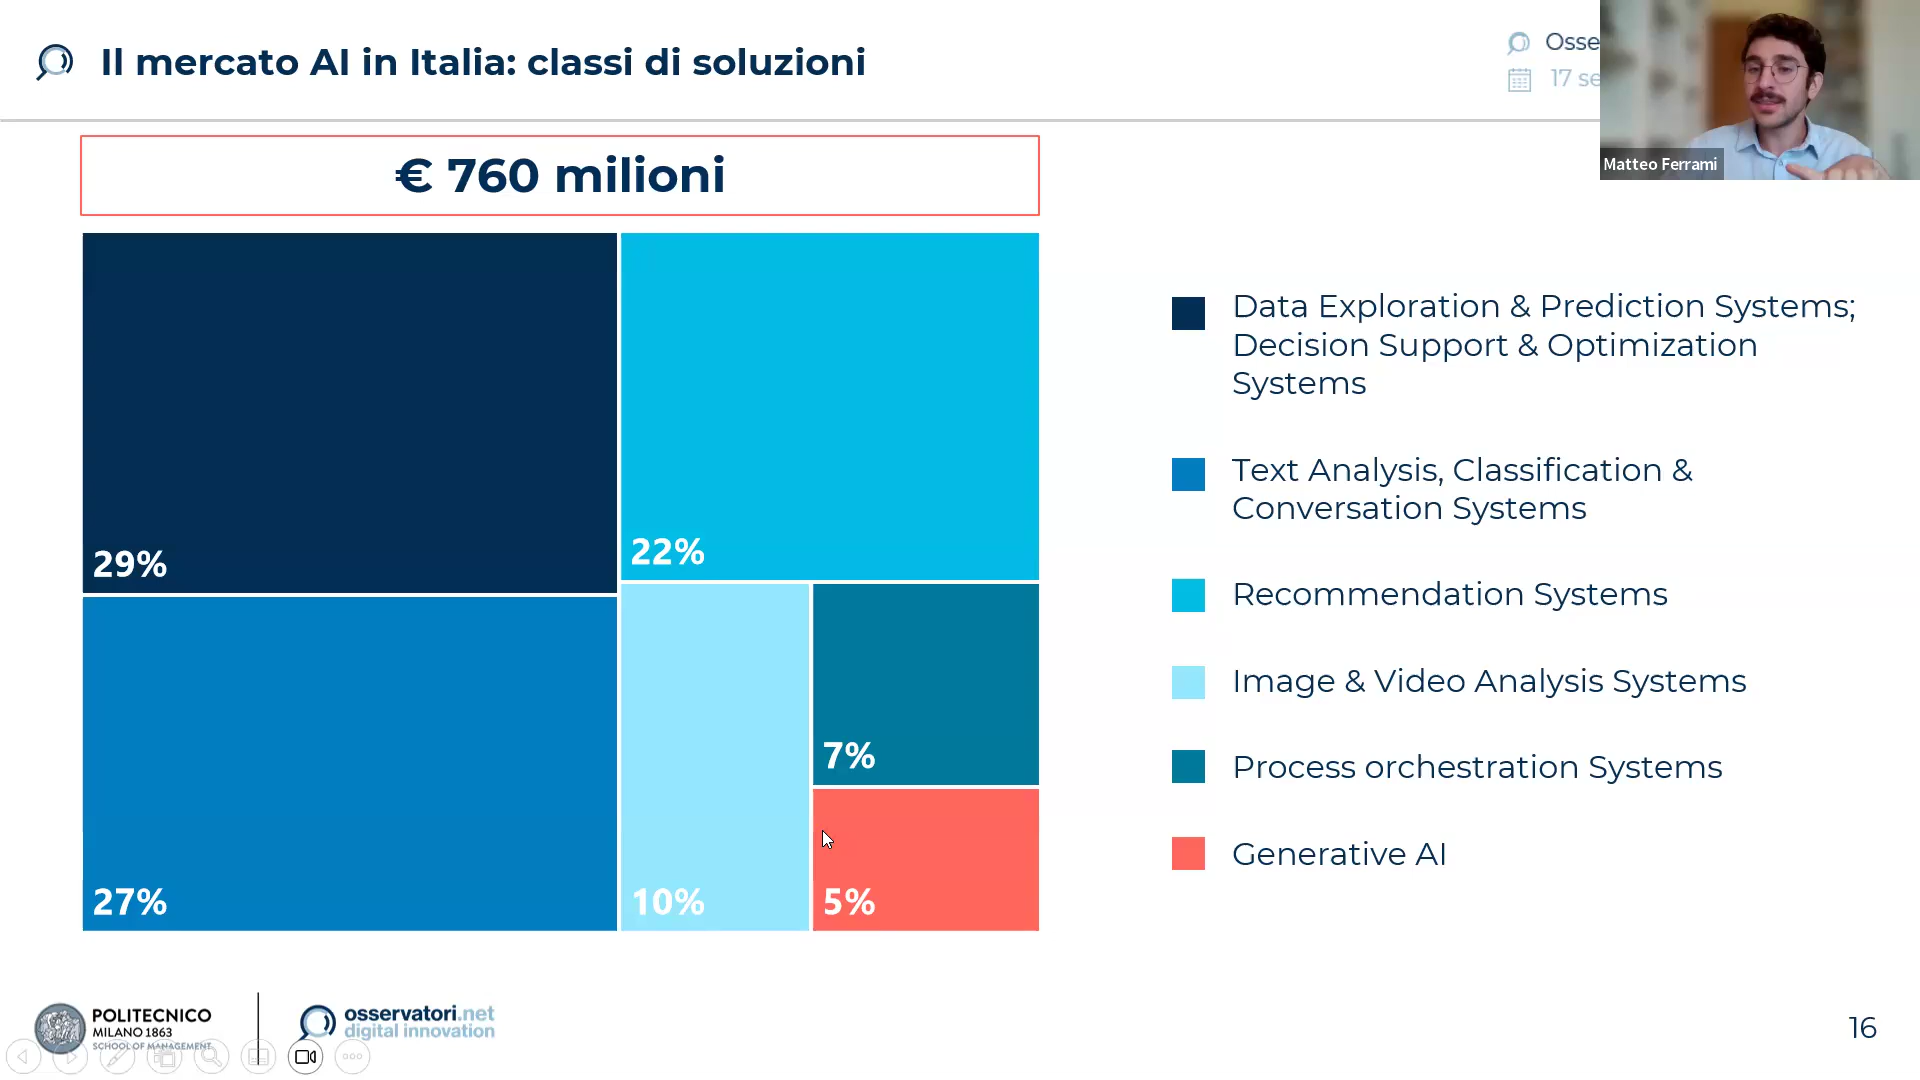 Il mercato AI in Italia: classi di soluzioni
Osse
17 se
Matteo Ferrami
€ 760 milioni
29%
22%
27%
10%
7%
5%
Data Exploration & Prediction Systems;
Decision Support & Optimization
Systems
Text Analysis, Classification &
Conversation Systems
Recommendation Systems
Image & Video Analysis Systems
Process orchestration Systems
Generative AI
POLITECNICO
MILANO 1863
SCHOOL OF MANAGEMENT
osservatori.net
digital innovation
16